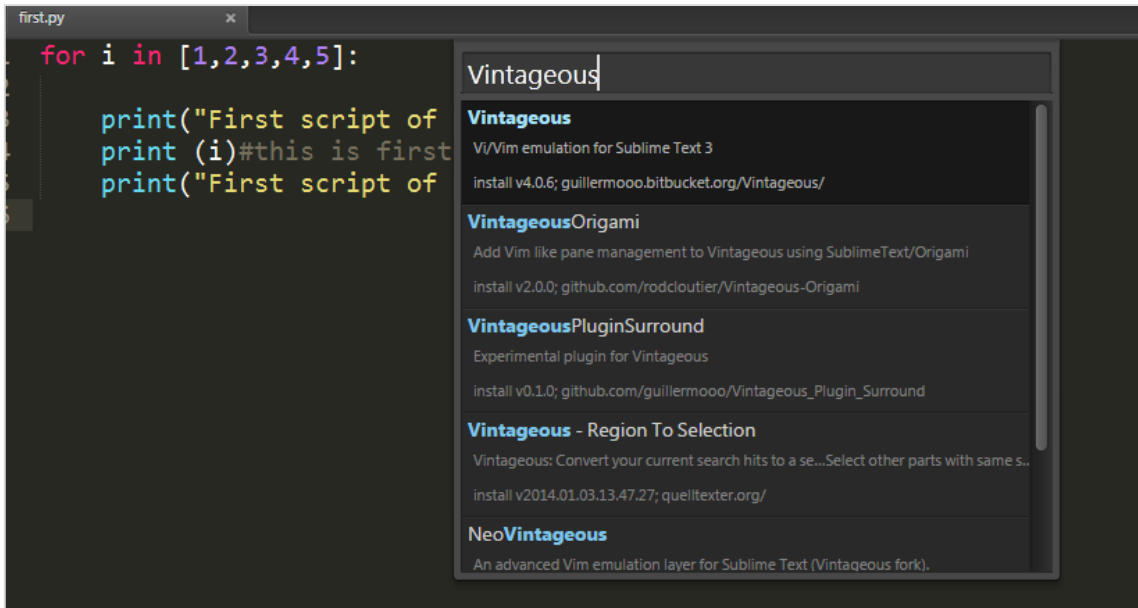 first.py ×
for i in [1,2,3,4,5]:
print("First script of
print (i)#this is first
print("First script of
Vintageous
Vintageous
Vi/Vim emulation for Sublime Text 3
install v4.0.6; guillermooo.bitbucket.org/Vintageous/
VintageousOrigami
Add Vim like pane management to Vintageous using SublimeText/Origami
install v2.0.0; github.com/rodcloutier/Vintageous-Origami
VintageousPluginSurround
Experimental plugin for Vintageous
install v0.1.0; github.com/guillermooo/Vintageous_Plugin_Surround
Vintageous - Region To Selection
Vintageous: Convert your current search hits to a se...Select other parts with same s..
install v2014.01.03.13.47.27; quelltexter.org/
NeoVintageous
An advanced Vim emulation layer for Sublime Text (Vintageous fork).